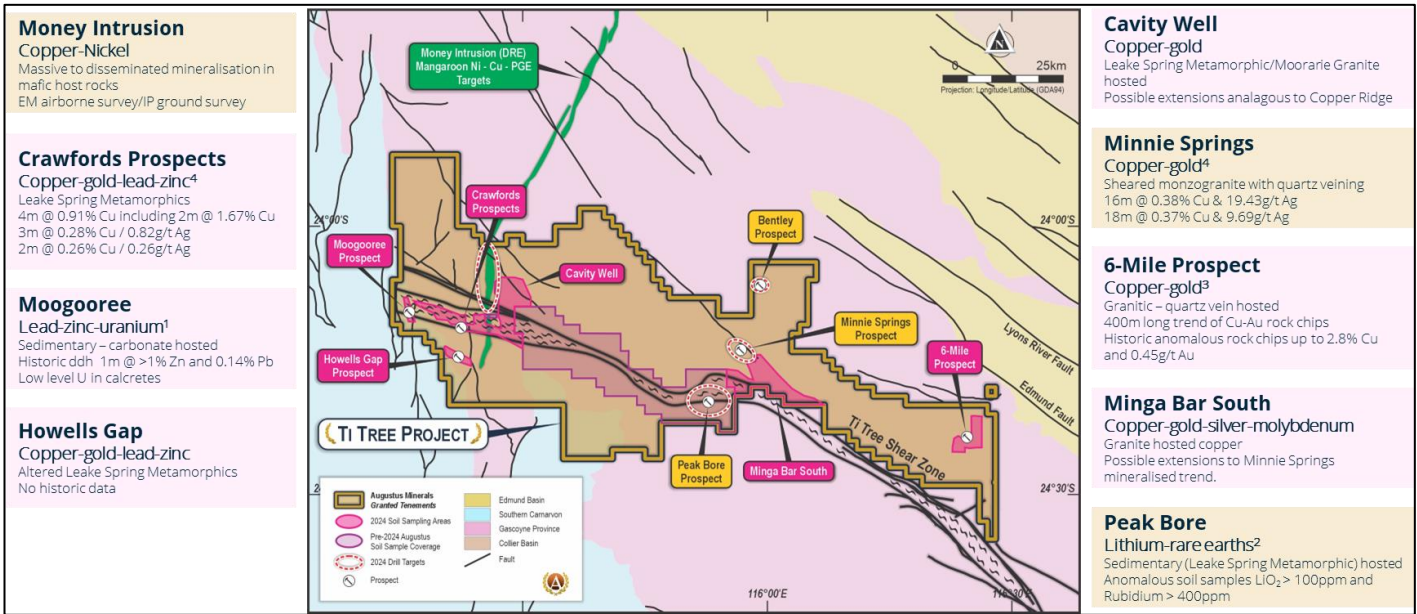 Money Intrusion
Copper-Nickel
Massive to disseminated mineralisation in
mafic host rocks
EM airborne survey/IP ground survey
Crawfords Prospects
Copper-gold-lead-zinc⁴
Leake Spring Metamorphics
4m @ 0.91% Cu including 2m @ 1.67% Cu
3m @ 0.28% Cu / 0.82g/t Ag
2m @ 0.26% Cu / 0.26g/t Ag
Moogooree
Lead-zinc-uranium¹
Sedimentary – carbonate hosted
Historic ddh 1m @ >1% Zn and 0.14% Pb
Low level U in calcretes
Howells Gap
Copper-gold-lead-zinc
Altered Leake Spring Metamorphics
No historic data
Money Intrusion (DRE)
Mangaroon Ni - Cu - PGE
Targets
N
0 25km
Projection: Longitude/Latitude (GDA94)
24°00'S
24°00'S
Crawfords
Prospects
Moogooree
Prospect
Cavity Well
Bentley
Prospect
Minnie Springs
Prospect
Howells Gap
Prospect
6-Mile
Prospect
Lyons River Fault
Edmund Fault
TI TREE PROJECT
Ti Tree Shear Zone
Peak Bore
Prospect
Minga Bar South
24°30'S
116°00'E
116°30'E
Augustus Minerals
Granted Tenements
2024 Soil Sampling Areas
Pre-2024 Augustus
Soil Sample Coverage
2024 Drill Targets
Prospect
Edmund Basin
Southern Carnarvon
Gascoyne Province
Collier Basin
Fault
A
Cavity Well
Copper-gold
Leake Spring Metamorphic/Moorarie Granite
hosted
Possible extensions analagous to Copper Ridge
Minnie Springs
Copper-gold⁴
Sheared monzogranite with quartz veining
16m @ 0.38% Cu & 19.43g/t Ag
18m @ 0.37% Cu & 9.69g/t Ag
6-Mile Prospect
Copper-gold³
Granitic – quartz vein hosted
400m long trend of Cu-Au rock chips
Historic anomalous rock chips up to 2.8% Cu
and 0.45g/t Au
Minga Bar South
Copper-gold-silver-molybdenum
Granite hosted copper
Possible extensions to Minnie Springs
mineralised trend.
Peak Bore
Lithium-rare earths²
Sedimentary (Leake Spring Metamorphic) hosted
Anomalous soil samples LiO₂ > 100ppm and
Rubidium > 400ppm